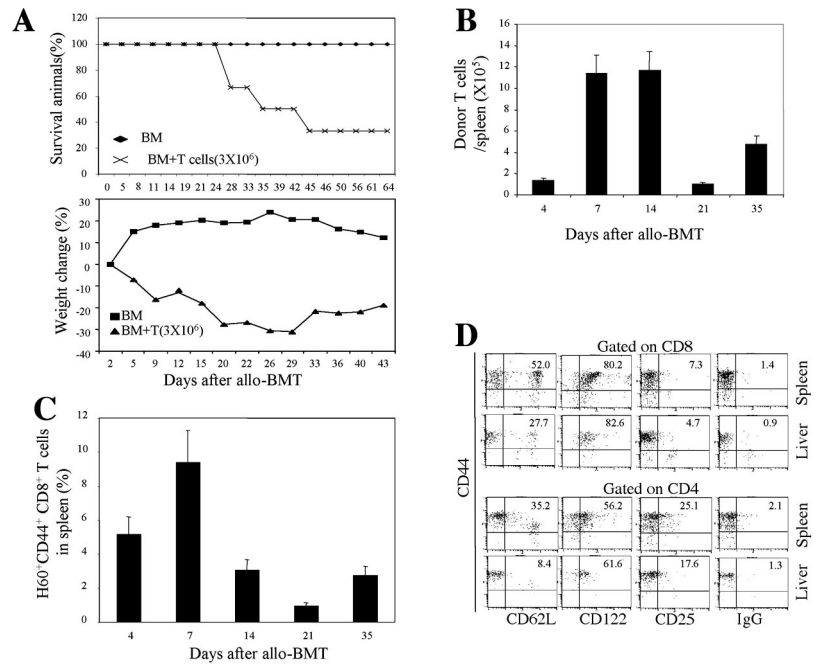 A
Survival animals(%)
120
100
80
60
40
20
0
BM
BM+T cells(3X10⁶)
0 5 8 11 14 19 21 24 28 33 35 39 42 45 46 50 56 61 64
Weight change (%)
30
20
10
0
-10
-20
-30
-40
BM
BM+T(3X10⁶)
2 5 9 12 15 20 22 26 29 33 36 40 43
Days after allo-BMT
B
Donor T cells
/spleen (X10⁵)
16
14
12
10
8
6
4
2
0
4 7 14 21 35
Days after allo-BMT
C
H60⁺CD44⁺ CD8⁺ T cells
in spleen (%)
12
10
8
6
4
2
0
4 7 14 21 35
Days after allo-BMT
D
Gated on CD8
52.0 80.2 7.3 1.4
Spleen
27.7 82.6 4.7 0.9
Liver
Gated on CD4
35.2 56.2 25.1 2.1
Spleen
8.4 61.6 17.6 1.3
Liver
CD44
CD62L CD122 CD25 IgG